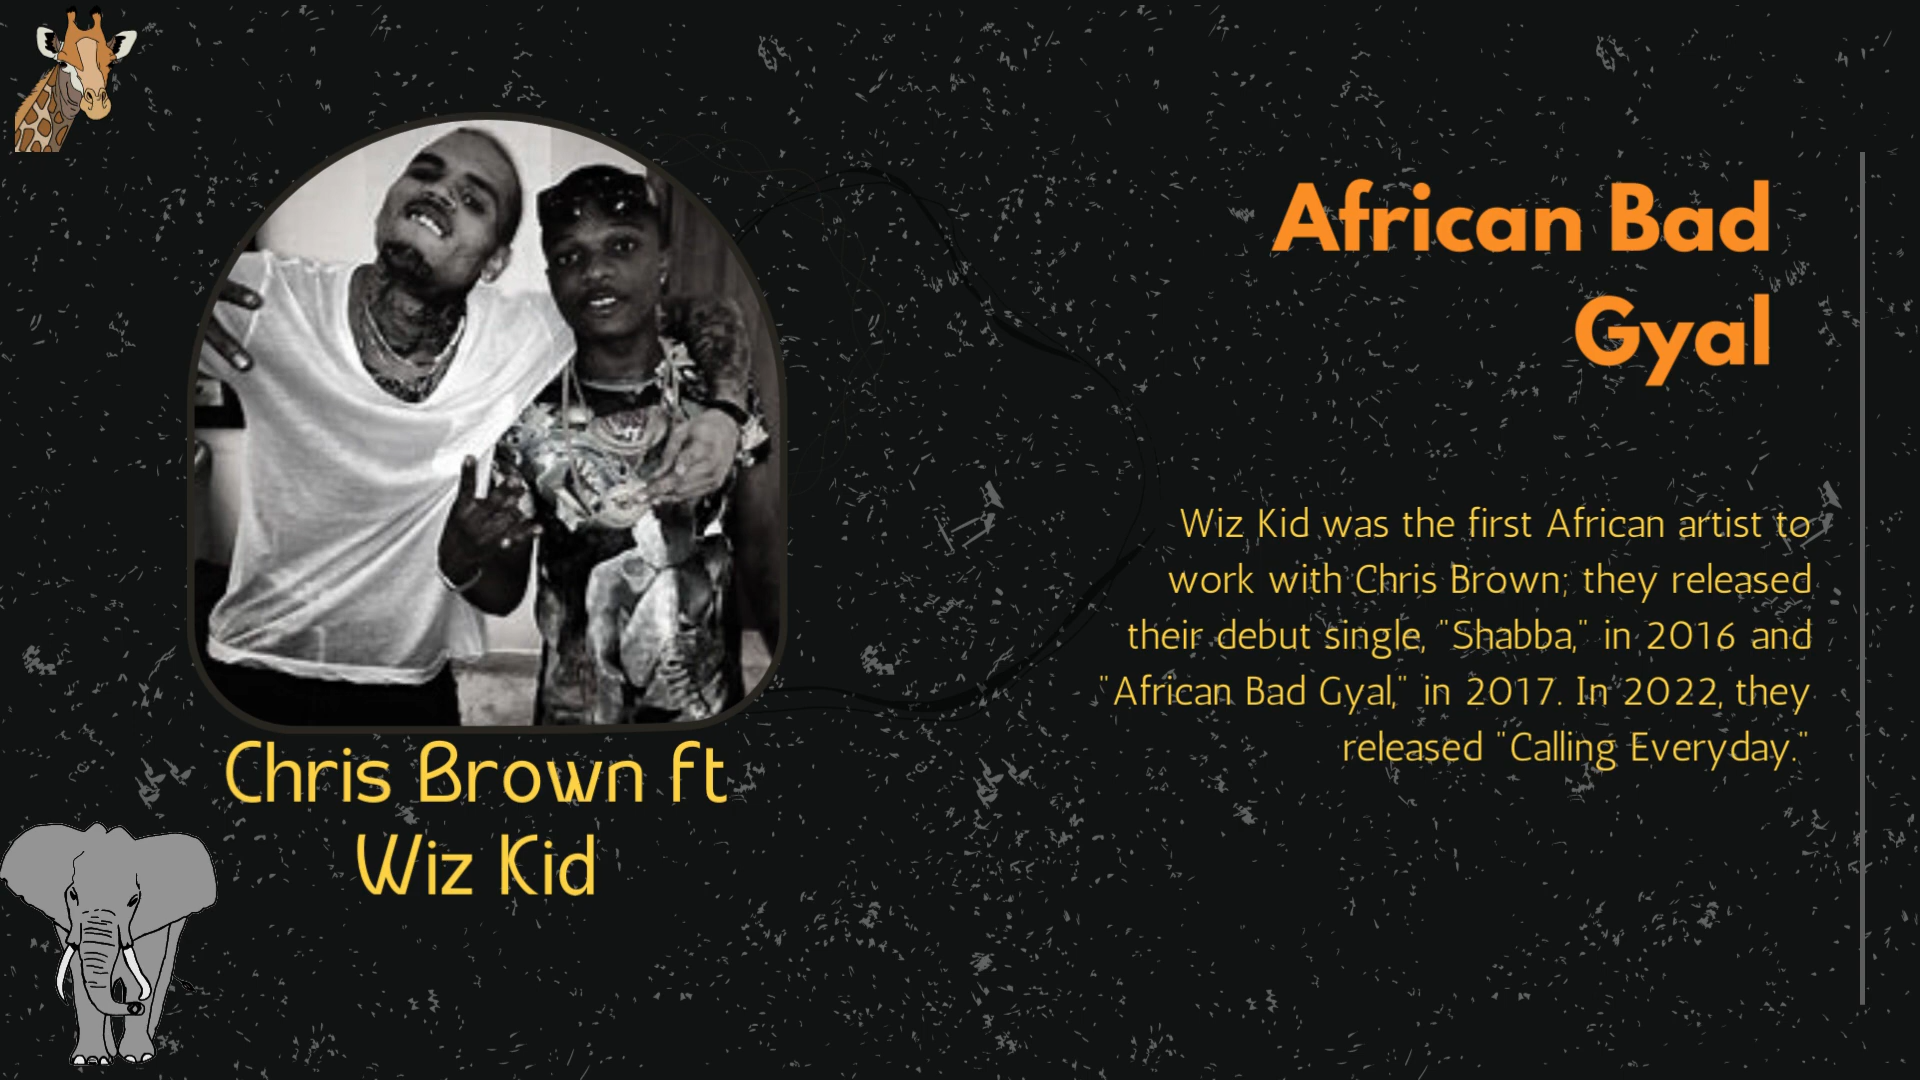 African Bad
Gyal
Wiz Kid was the first African artist to
work with Chris Brown; they released
their debut single, "Shabba," in 2016 and
"African Bad Gyal," in 2017. In 2022, they
released "Calling Everyday."
Chris Brown ft
Wiz Kid